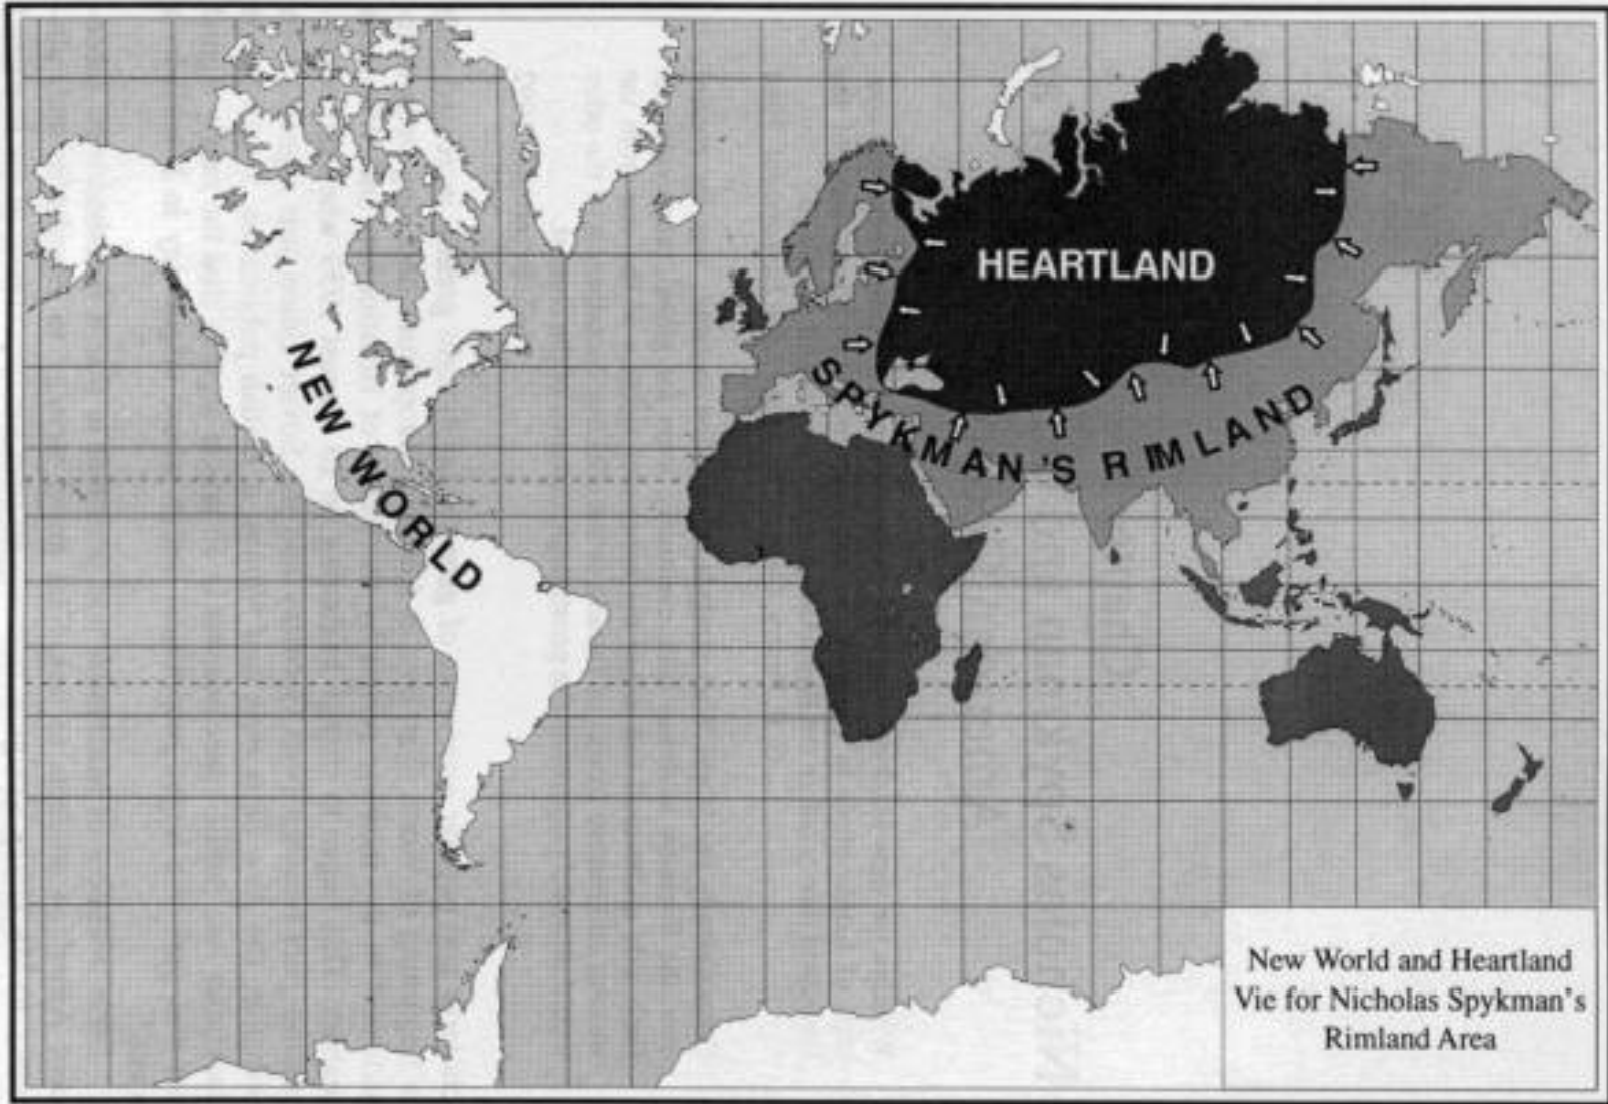 HEARTLAND
NEW WORLD
SPYKMAN'S RIMLAND
New World and Heartland
Vie for Nicholas Spykman's
Rimland Area